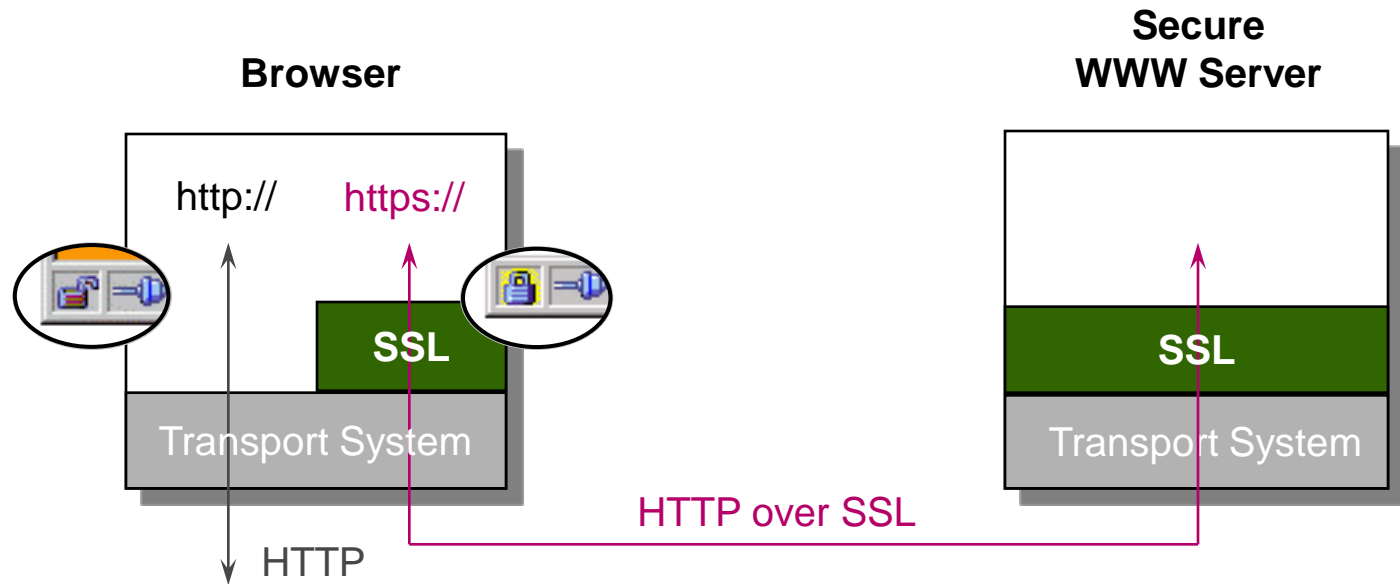 Browser
Secure
WWW Server
http://
https://
SSL
SSL
Transport System
Transport System
HTTP over SSL
HTTP